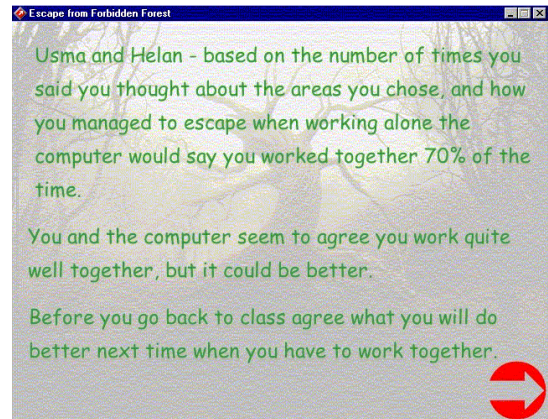 Escape from Forbidden Forest
Usma and Helan - based on the number of times you
said you thought about the areas you chose, and how
you managed to escape when working alone the
computer would say you worked together 70% of the
time.
You and the computer seem to agree you work quite
well together, but it could be better.
Before you go back to class agree what you will do
better next time when you have to work together.